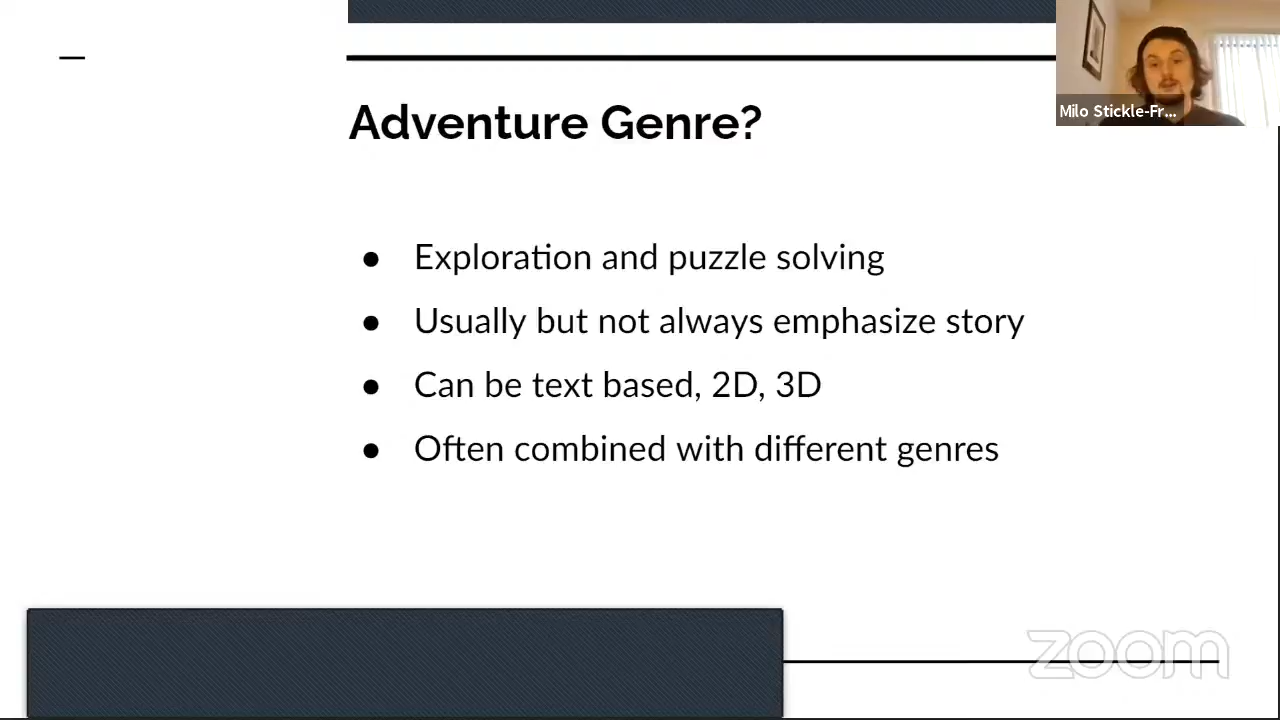 Adventure Genre?
Milo Stickle-Fr...
● Exploration and puzzle solving
● Usually but not always emphasize story
● Can be text based, 2D, 3D
● Often combined with different genres
zoom